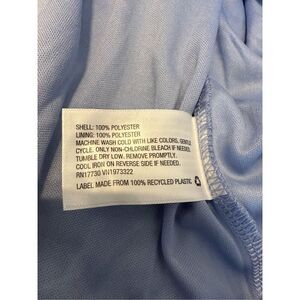 SHELL: 100% POLYESTER
LINING: 100% POLYESTER
MACHINE WASH COLD WITH LIKE COLORS, GENTLE
CYCLE. ONLY NON-CHLORINE BLEACH IF NEEDED.
TUMBLE DRY LOW. REMOVE PROMPTLY.
COOL IRON ON REVERSE SIDE IF NEEDED.
RN17730 VN1973322
LABEL MADE FROM 100% RECYCLED PLASTIC